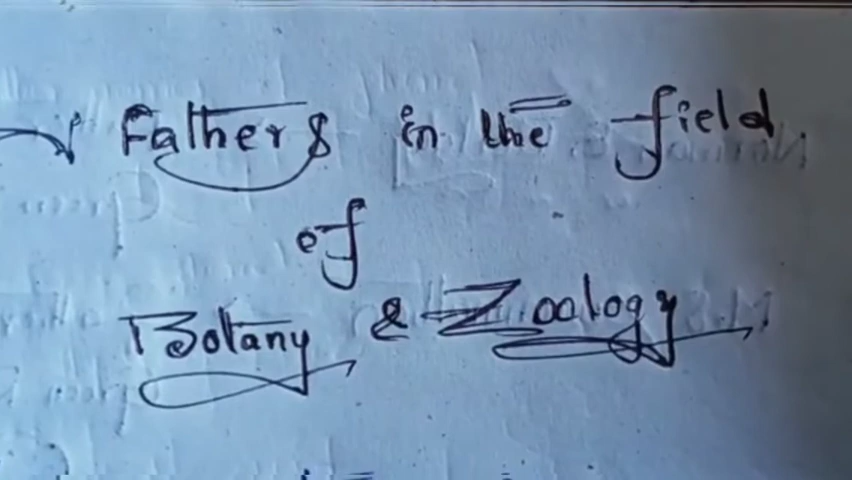 Fathers in the field.
of
Botany & Zoology